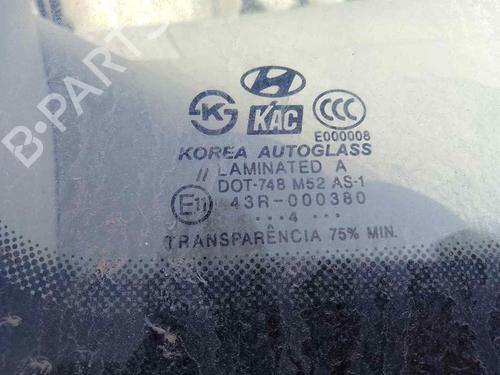 B-PARTS
KAC
E000008
KOREA AUTOGLASS
// LAMINATED A
DOT-748 M52 AS-1
E11 43R-000380
...4...
TRANSPARÊNCIA 75% MIN.